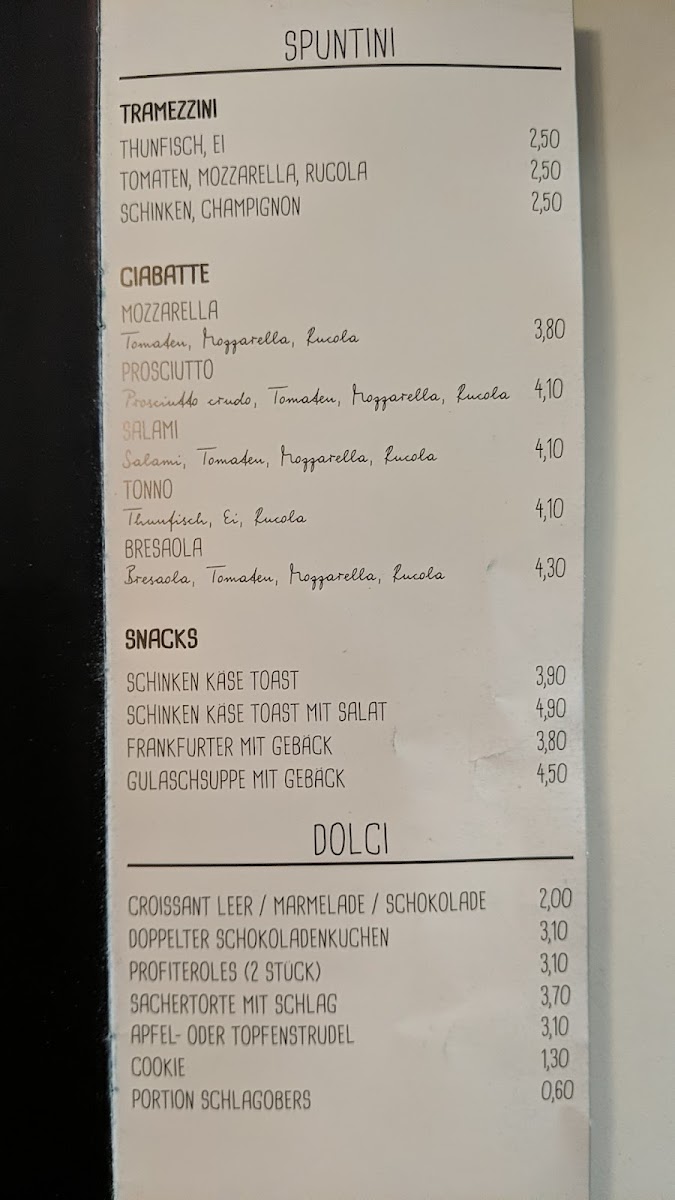 SPUNTINI
TRAMEZZINI
THUNFISCH, EI 2,50
TOMATEN, MOZZARELLA, RUCOLA 2,50
SCHINKEN, CHAMPIGNON 2,50
CIABATTE
MOZZARELLA
Tomaten, Mozzarella, Rucola 3,80
PROSCIUTTO
Prosciutto crudo, Tomaten, Mozzarella, Rucola 4,10
SALAMI
Salami, Tomaten, Mozzarella, Rucola 4,10
TONNO
Thunfisch, Ei, Rucola 4,10
BRESAOLA
Bresaola, Tomaten, Mozzarella, Rucola 4,30
SNACKS
SCHINKEN KÄSE TOAST 3,90
SCHINKEN KÄSE TOAST MIT SALAT 4,90
FRANKFURTER MIT GEBÄCK 3,80
GULASCHSUPPE MIT GEBÄCK 4,50
DOLCI
CROISSANT LEER / MARMELADE / SCHOKOLADE 2,00
DOPPELTER SCHOKOLADENKUCHEN 3,10
PROFITEROLES (2 STÜCK) 3,10
SACHERTORTE MIT SCHLAG 3,70
APFEL- ODER TOPFENSTRUDEL 3,10
COOKIE 1,30
PORTION SCHLAGOBERS 0,60